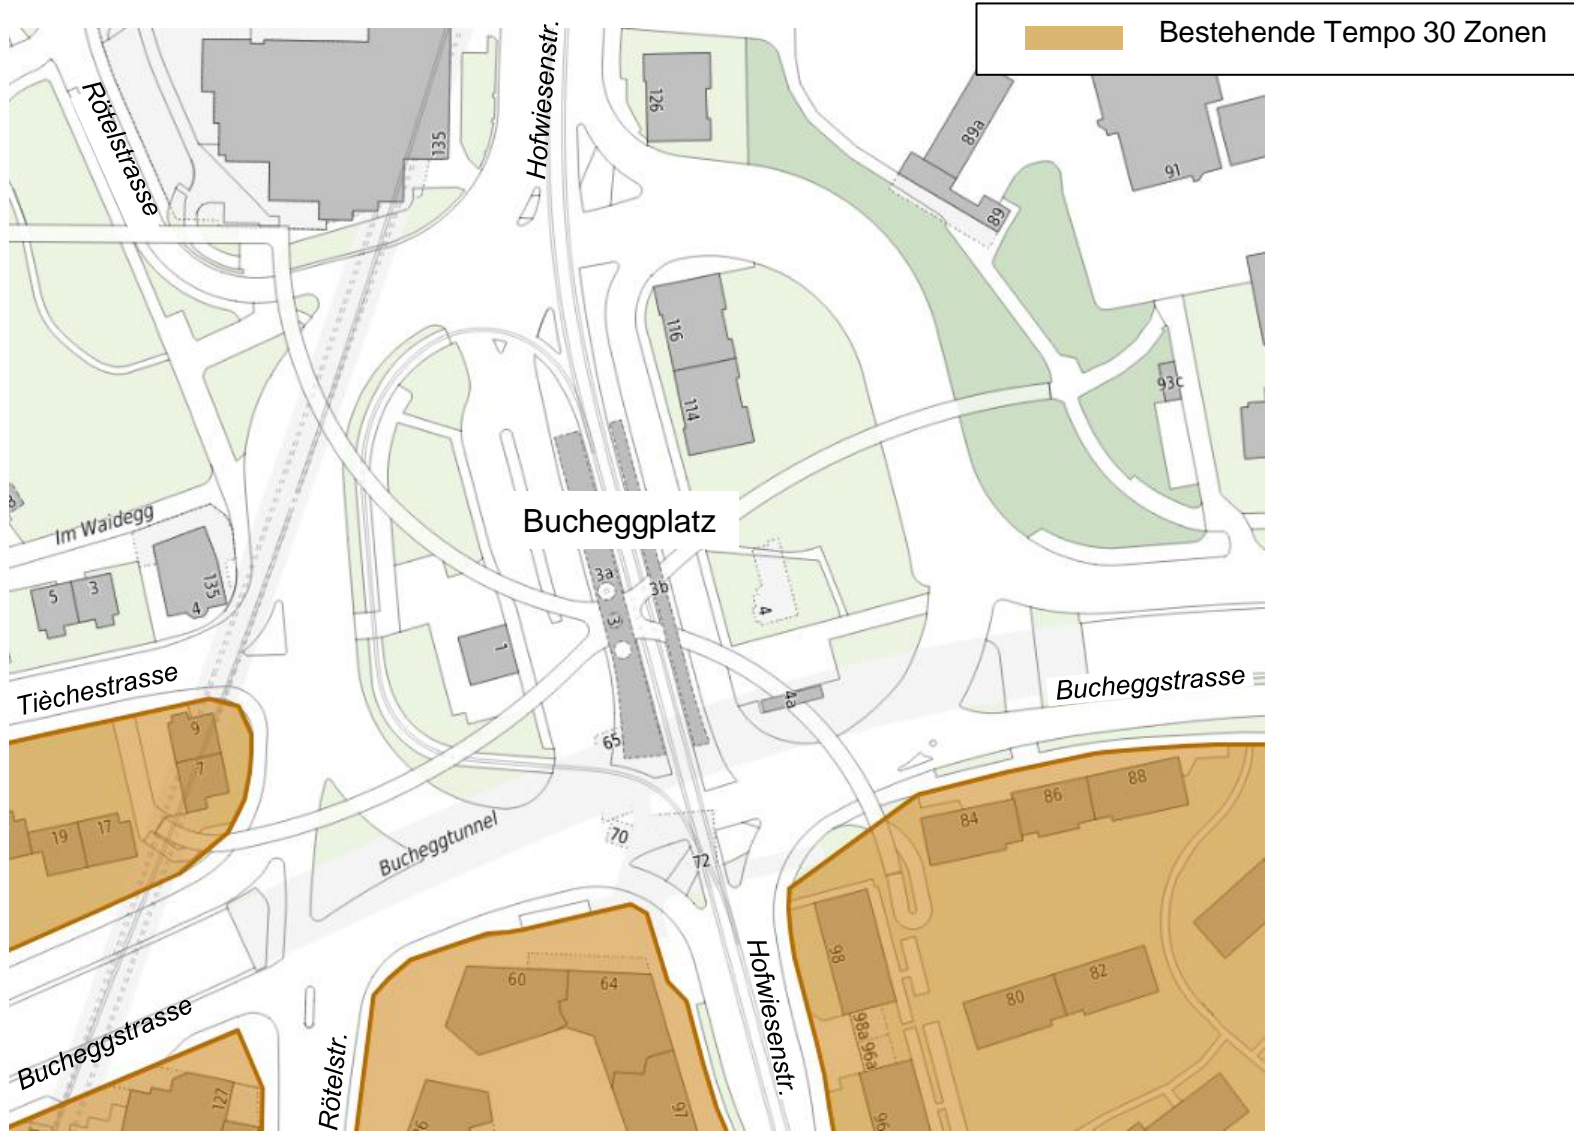 Bestehende Tempo 30 Zonen
Hofwiesenstr.
Rötelstrasse
126
135
89a
91
89
116
114
93c
Im Waidegg
Bucheggplatz
5
3
135
4
3a
3
3b
4
1
Tièchestrasse
Bucheggstrasse
4a
9
7
65
19
17
70
72
Bucheggtunnel
84
86
88
98
60
64
80
82
Hofwiesenstr.
98a
96a
Bucheggstrasse
Rötelstr.
127
97
96